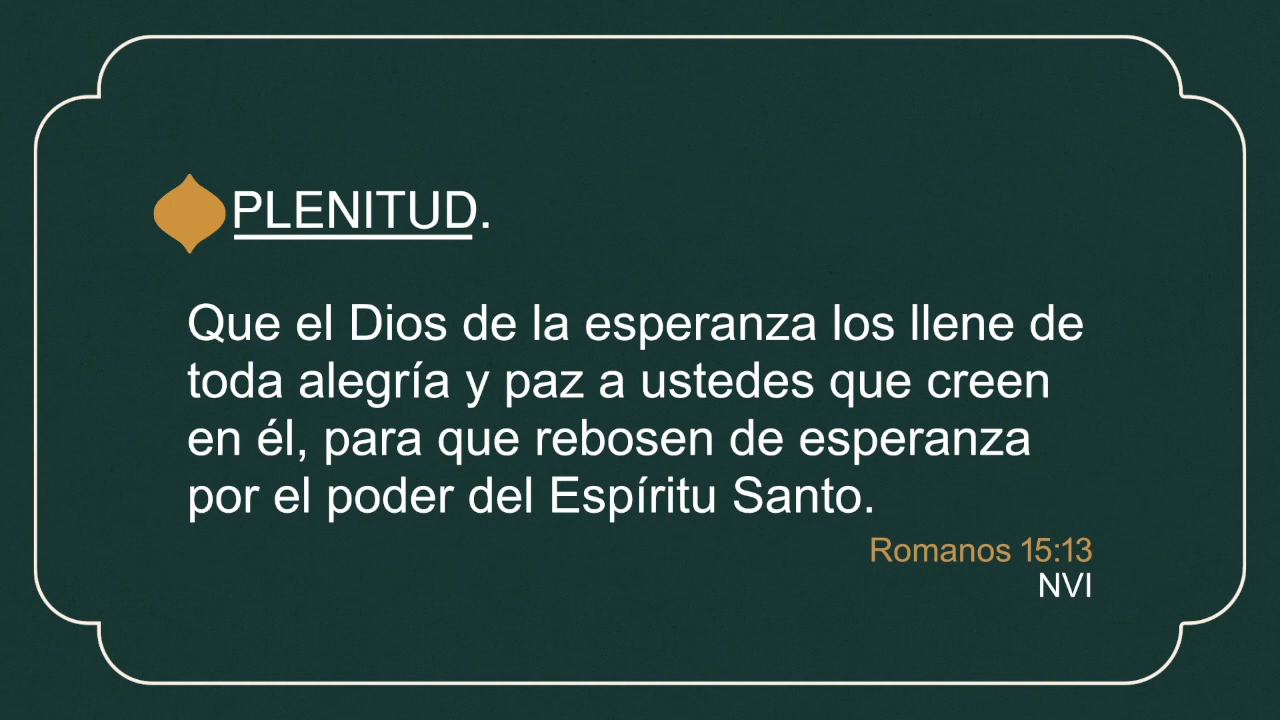 PLENITUD.
Que el Dios de la esperanza los llene de
toda alegría y paz a ustedes que creen
en él, para que rebosen de esperanza
por el poder del Espíritu Santo.
Romanos 15:13
NVI